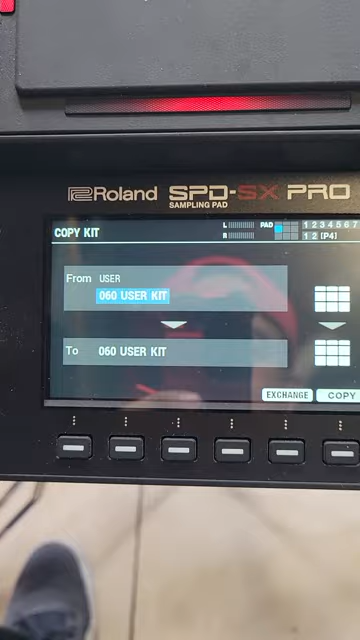 Roland SPD-SX PRO
SAMPLING PAD
COPY KIT
L
R
PAD
1 2 3 4 5 6 7
1 2 [P4]
From USER
060 USER KIT
To 060 USER KIT
EXCHANGE COPY